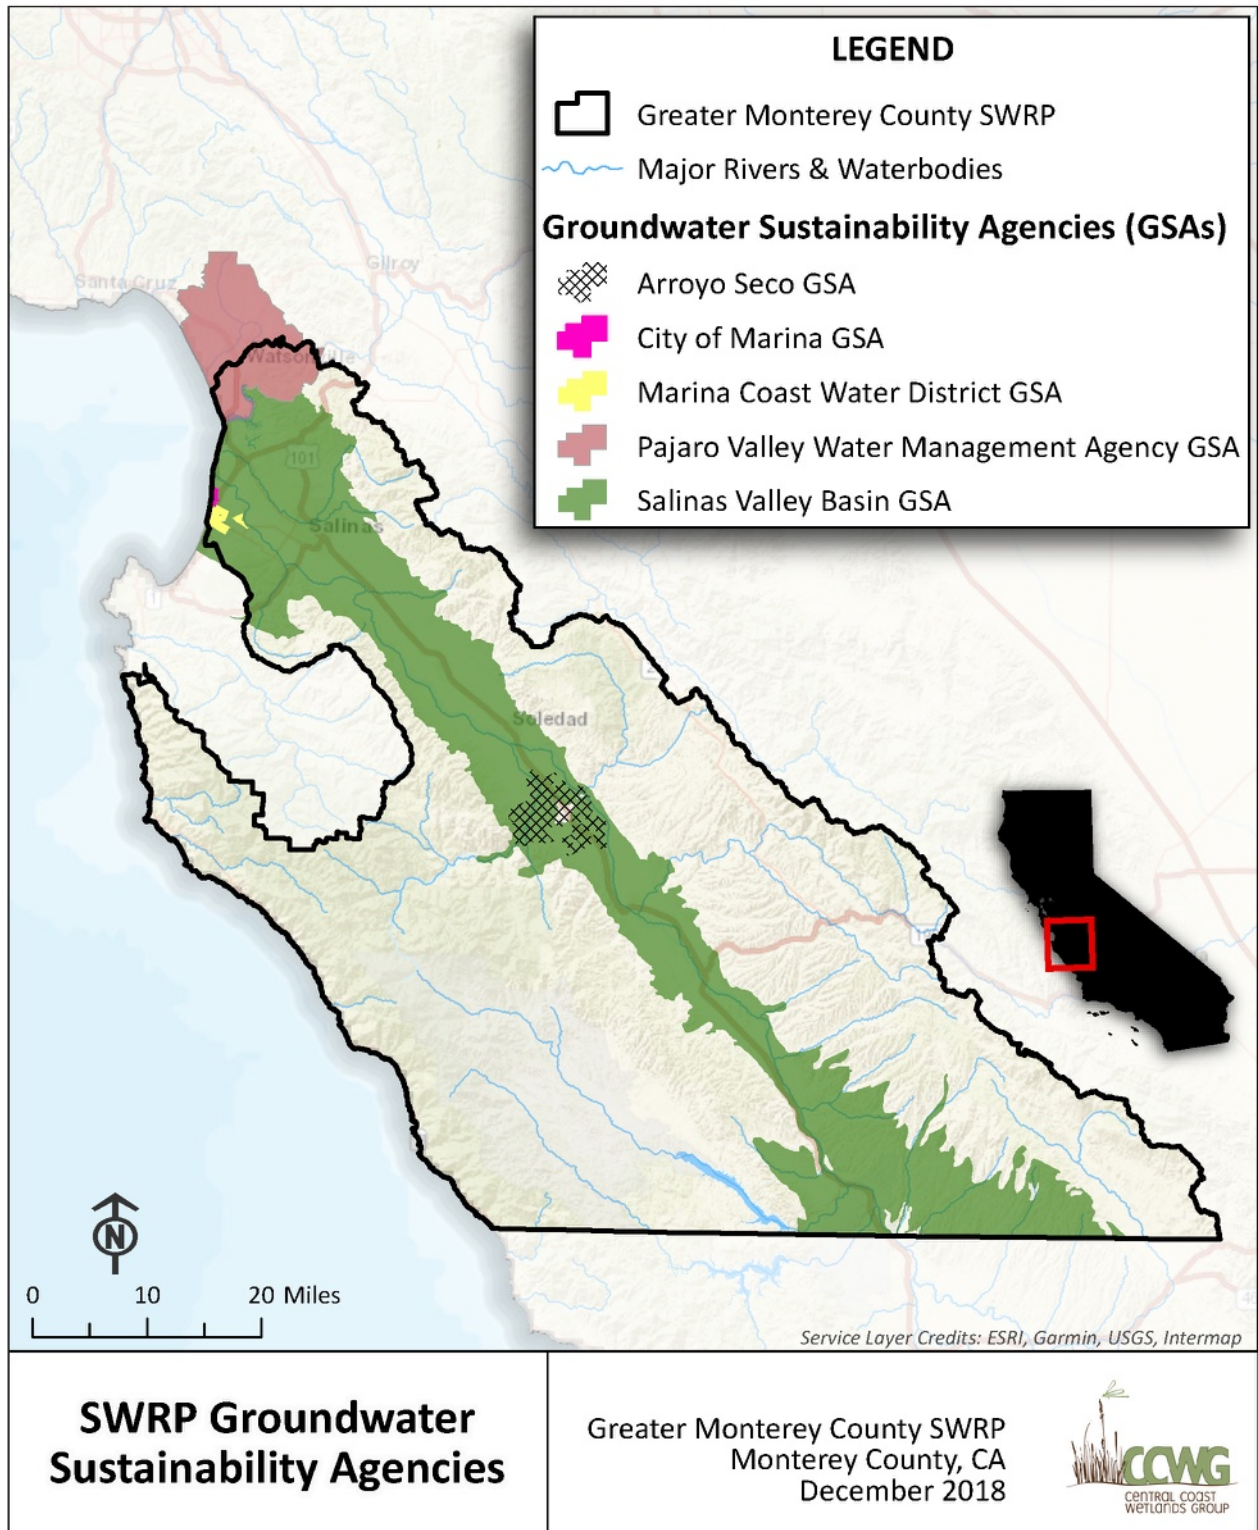 LEGEND
Greater Monterey County SWRP
Major Rivers & Waterbodies
Groundwater Sustainability Agencies (GSAs)
Arroyo Seco GSA
City of Marina GSA
Marina Coast Water District GSA
Pajaro Valley Water Management Agency GSA
Salinas Valley Basin GSA
Gilroy
Santa Cruz
Watsonville
101
Salinas
1
Soledad
N
0 10 20 Miles
Service Layer Credits: ESRI, Garmin, USGS, Intermap
SWRP Groundwater
Sustainability Agencies
Greater Monterey County SWRP
Monterey County, CA
December 2018
CCWG
CENTRAL COAST
WETLANDS GROUP